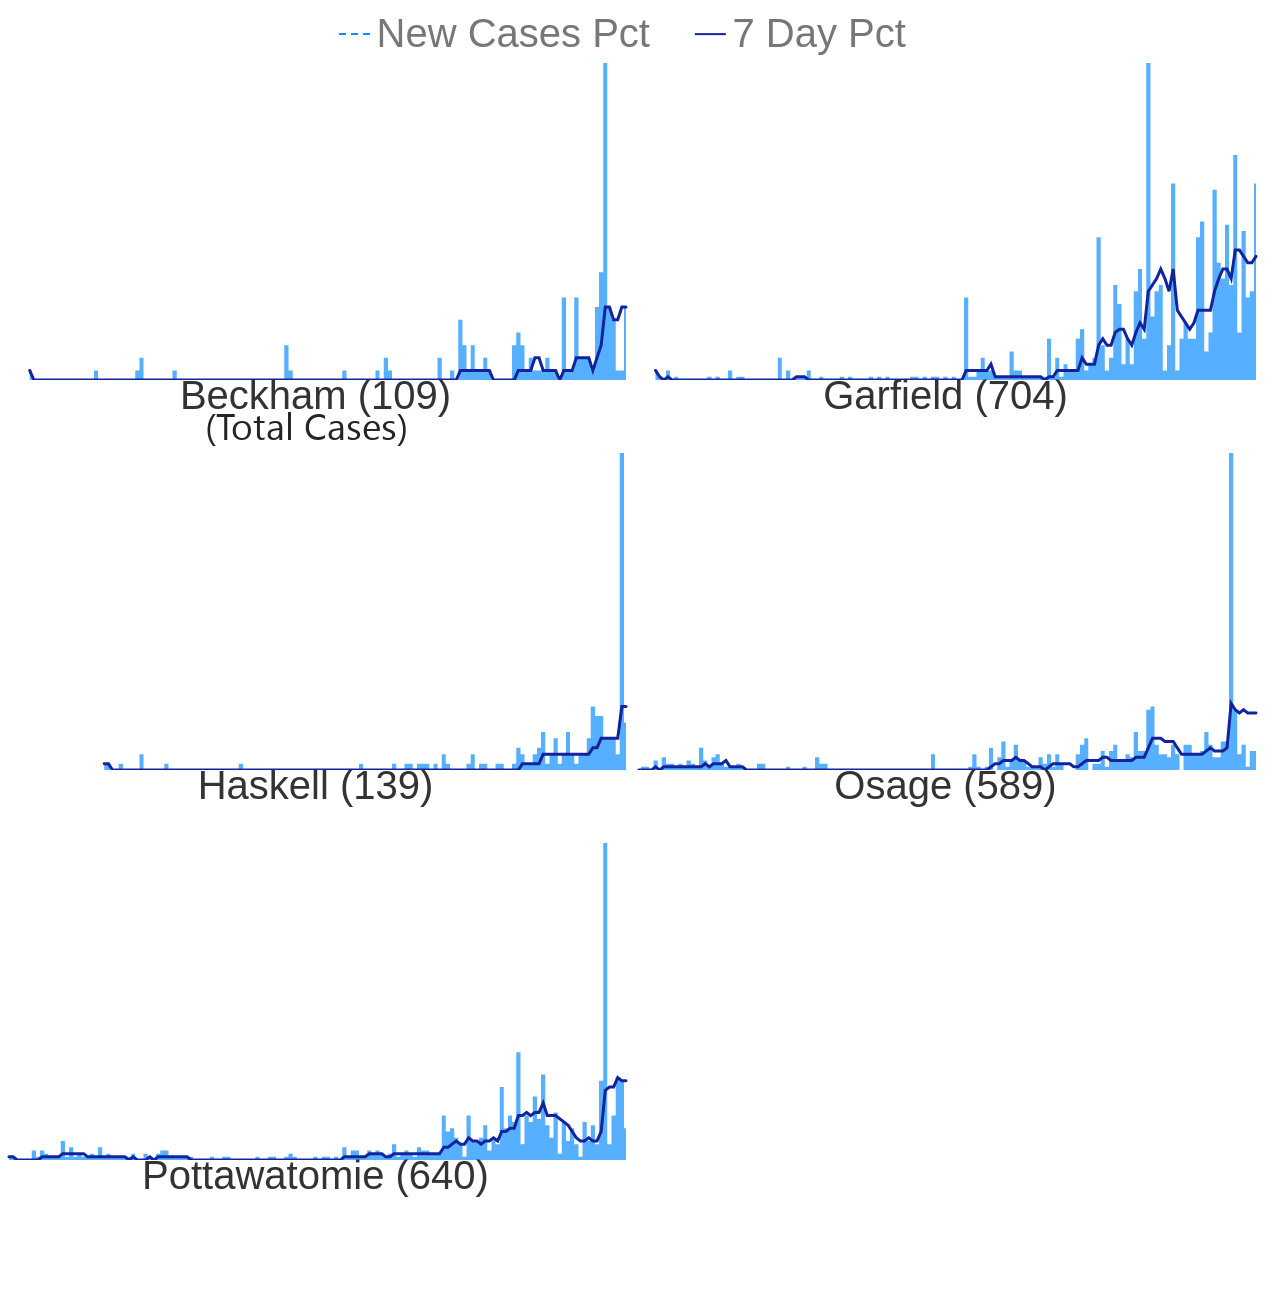 New Cases Pct 7 Day Pct
Beckham (109) Garfield (704)
(Total Cases)
Haskell (139) Osage (589)
Pottawatomie (640)